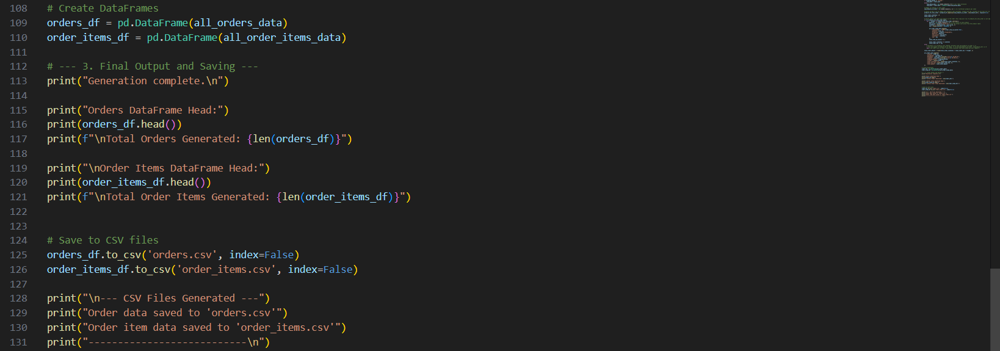 108 # Create DataFrames
109 orders_df = pd.DataFrame(all_orders_data)
110 order_items_df = pd.DataFrame(all_order_items_data)
111
112 # --- 3. Final Output and Saving ---
113 print("Generation complete.\n")
114
115 print("Orders DataFrame Head:")
116 print(orders_df.head())
117 print(f"\nTotal Orders Generated: {len(orders_df)}")
118
119 print("\nOrder Items DataFrame Head:")
120 print(order_items_df.head())
121 print(f"\nTotal Order Items Generated: {len(order_items_df)}")
122
123
124 # Save to CSV files
125 orders_df.to_csv('orders.csv', index=False)
126 order_items_df.to_csv('order_items.csv', index=False)
127
128 print("\n--- CSV Files Generated ---")
129 print("Order data saved to 'orders.csv'")
130 print("Order item data saved to 'order_items.csv'")
131 print("---------------------------\n")